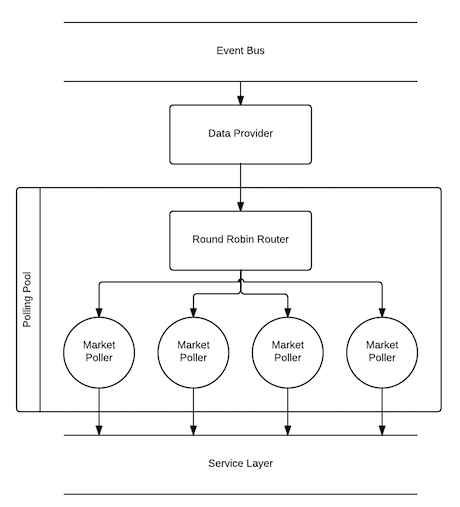 Event Bus
Data Provider
Round Robin Router
Polling Pool
Market
Poller
Market
Poller
Market
Poller
Market
Poller
Service Layer